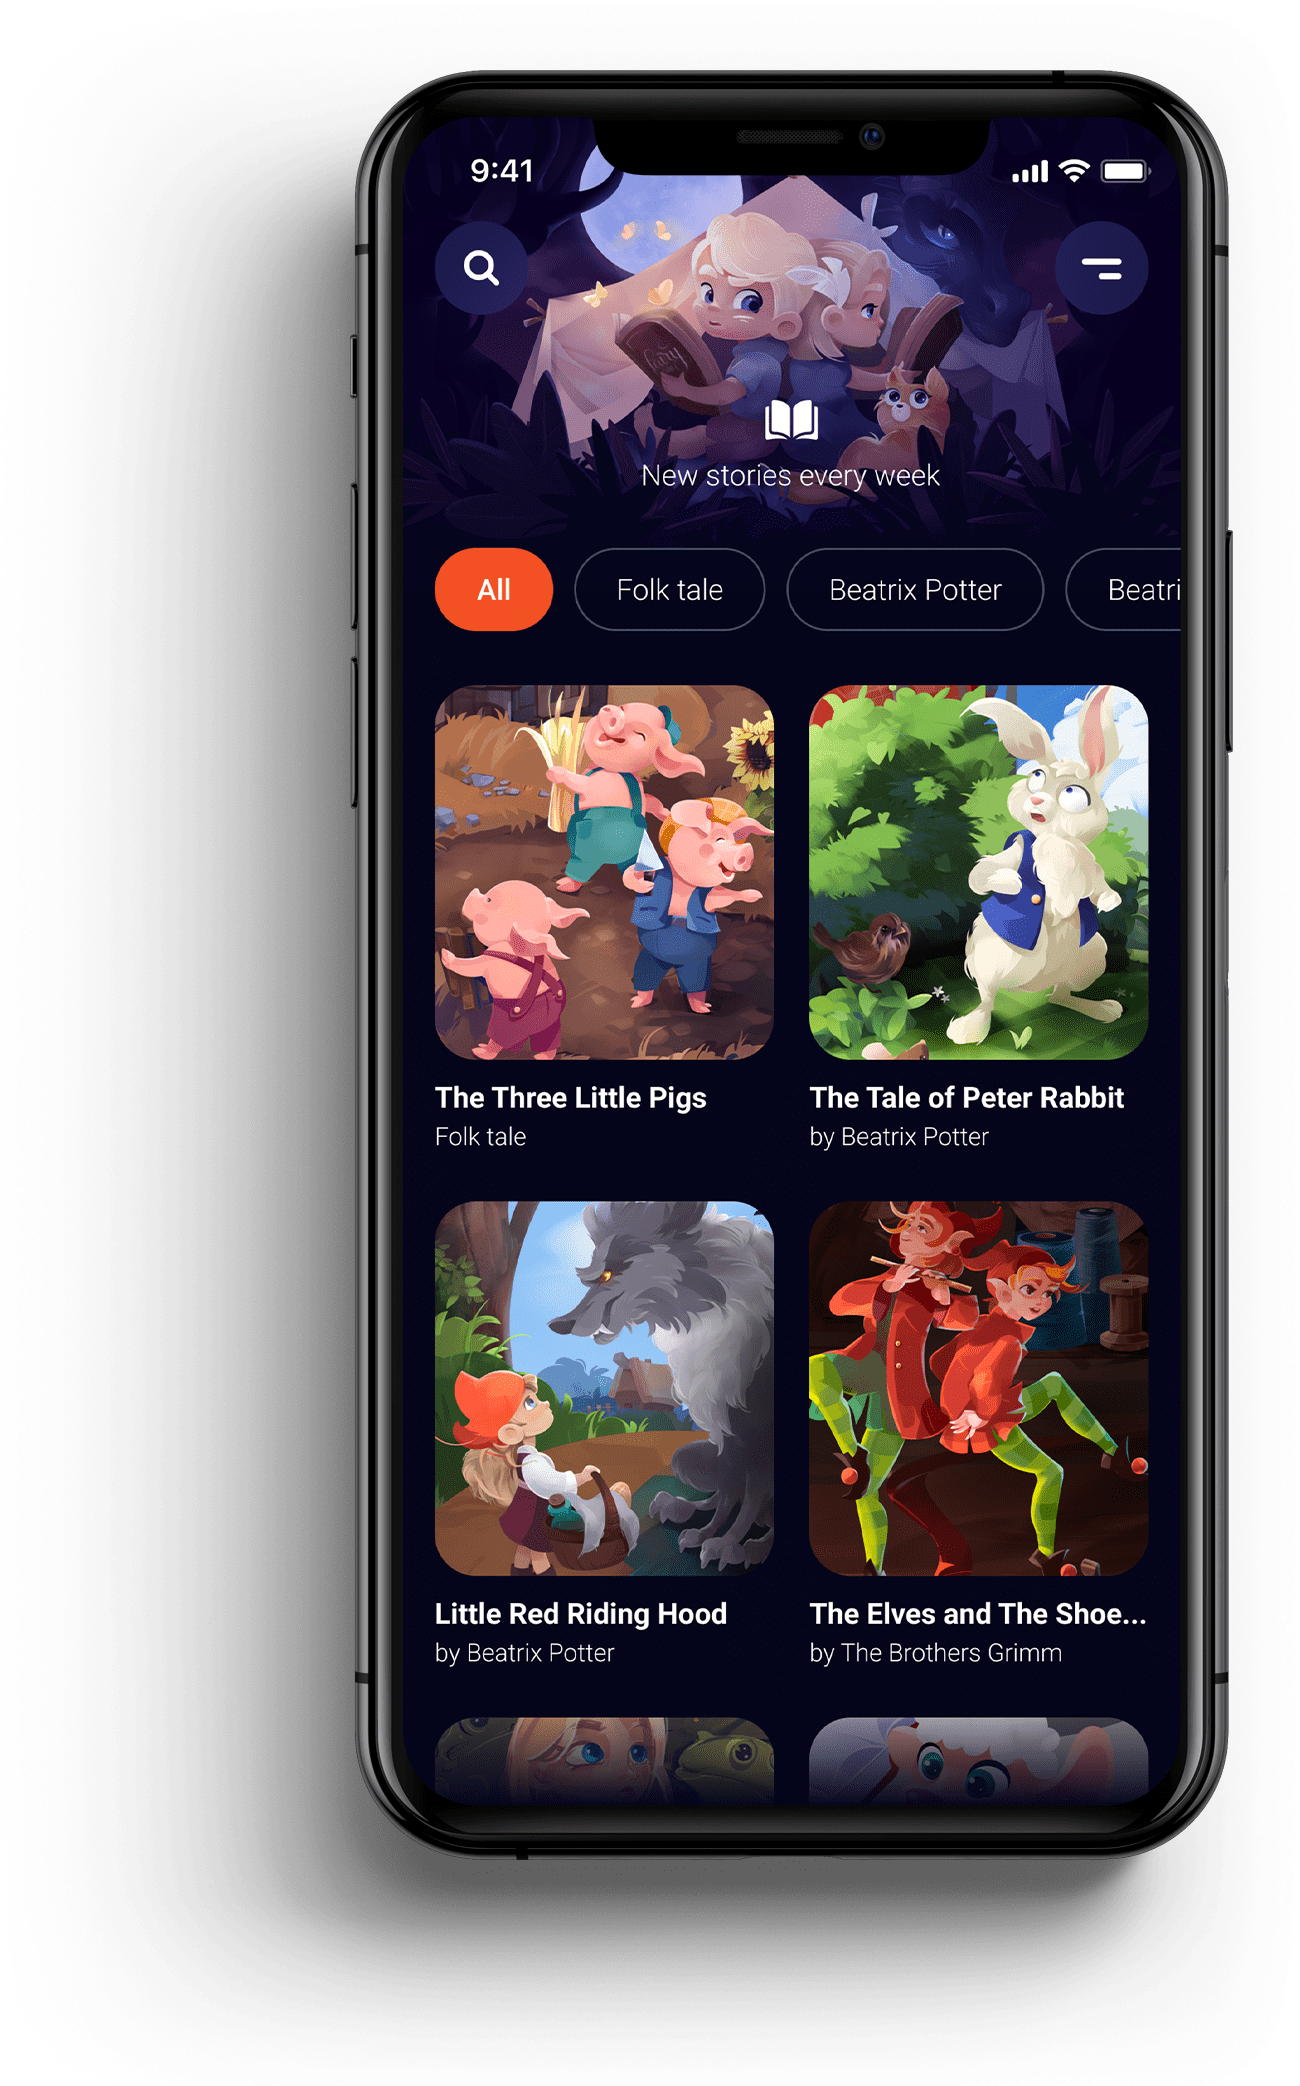 9:41
fairy
New stories every week
All
Folk tale
Beatrix Potter
Beatri
The Three Little Pigs
Folk tale
The Tale of Peter Rabbit
by Beatrix Potter
Little Red Riding Hood
by Beatrix Potter
The Elves and The Shoe...
by The Brothers Grimm